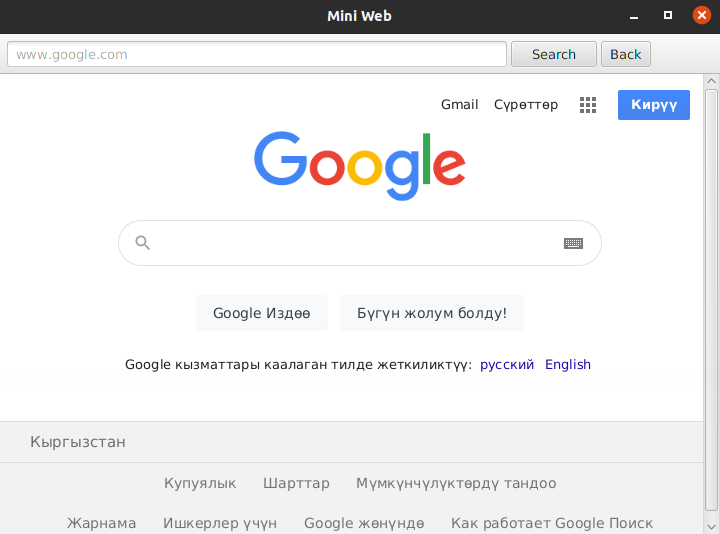 Mini Web
www.google.com Search Back
Gmail Сүрөттөр Кирүү
Google
Google Издөө Бүгүн жолум болду!
Google кызматтары каалаган тилде жеткиликтүү: русский English
Кыргызстан
Купуялык Шарттар Мүмкүнчүлүктөрдү тандоо
Жарнама Ишкерлер үчүн Google жөнүндө Как работает Google Поиск